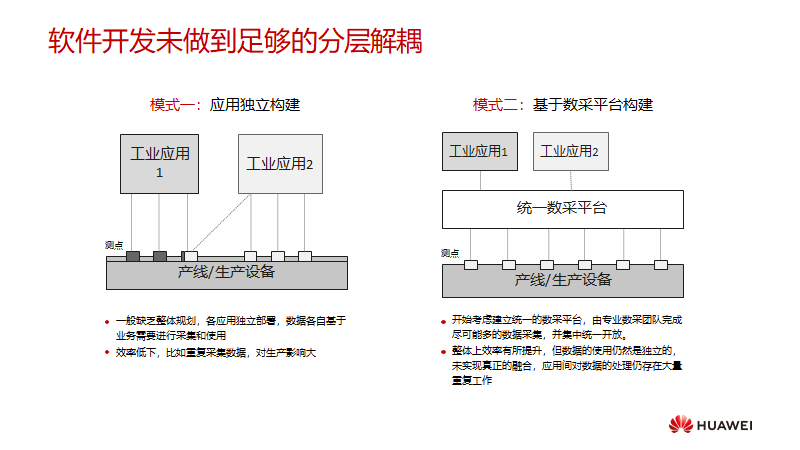 软件开发未做到足够的分层解耦
模式一：应用独立构建
工业应用
1
工业应用2
测点
产线/生产设备
• 一般缺乏整体规划，各应用独立部署，数据各自基于
业务需要进行采集和使用
• 效率低下，比如重复采集数据，对生产影响大
模式二：基于数采平台构建
工业应用1
工业应用2
统一数采平台
测点
产线/生产设备
• 开始考虑建立统一的数采平台，由专业数采团队完成
尽可能多的数据采集，并集中统一开放。
• 整体上效率有所提升，但数据的使用仍然是独立的，
未实现真正的融合，应用间对数据的处理仍存在大量
重复工作
HUAWEI